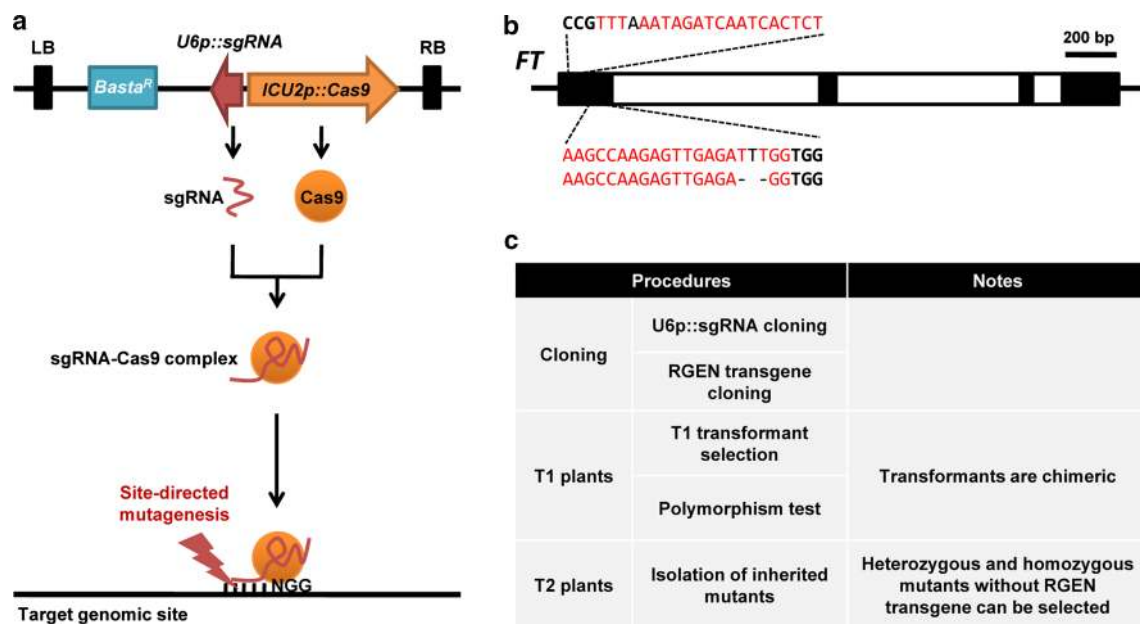 a
U6p::sgRNA
LB
RB
Basta^R
ICU2p::Cas9
sgRNA
Cas9
sgRNA-Cas9 complex
Site-directed
mutagenesis
NGG
Target genomic site
b
CCGTTTAAATAGATCAATCACTCT
FT
200 bp
AAGCCAAGAGTTGAGATTTGGTGG
AAGCCAAGAGTTGAGA- -GGTGG
c
Procedures
Notes
Cloning
U6p::sgRNA cloning
RGEN transgene
cloning
T1 plants
T1 transformant
selection
Polymorphism test
Transformants are chimeric
T2 plants
Isolation of inherited
mutants
Heterozygous and homozygous
mutants without RGEN
transgene can be selected